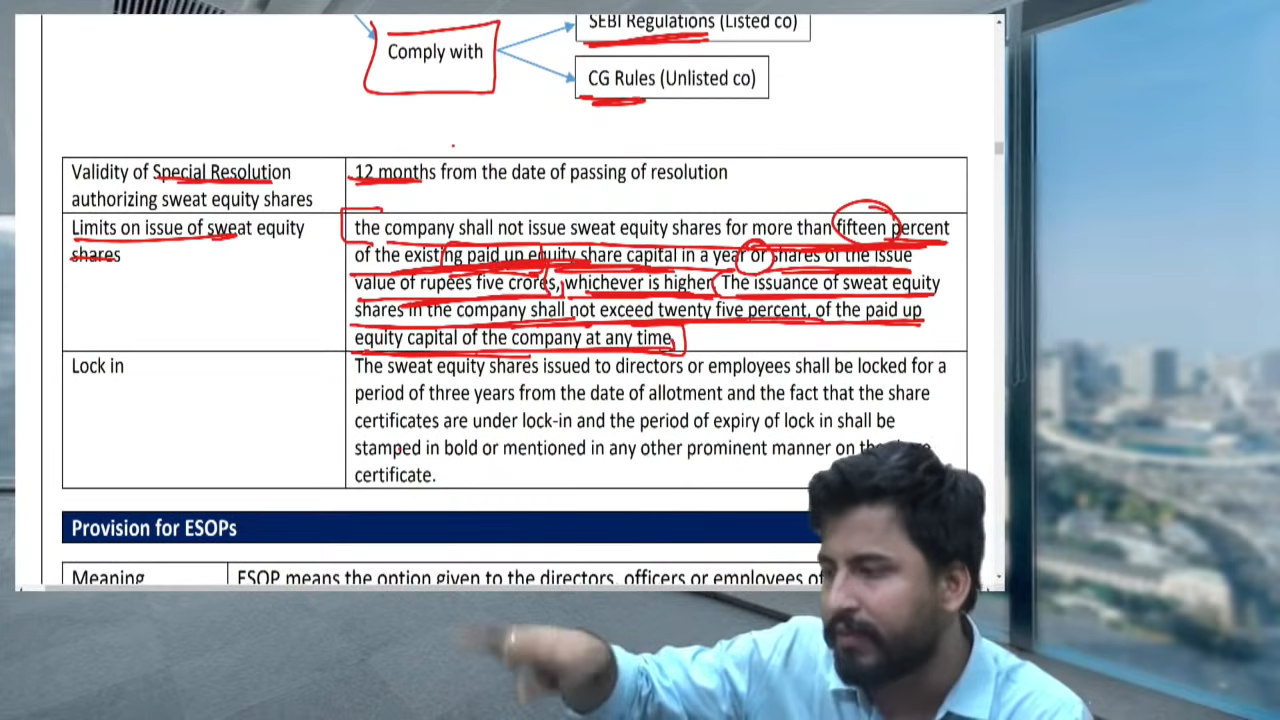 SEBI Regulations (Listed co)
Comply with
CG Rules (Unlisted co)
Validity of Special Resolution
authorizing sweat equity shares
12 months from the date of passing of resolution
Limits on issue of sweat equity
shares
the company shall not issue sweat equity shares for more than fifteen percent
of the existing paid up equity share capital in a year or shares of the issue
value of rupees five crores, whichever is higher. The issuance of sweat equity
shares in the company shall not exceed twenty five percent, of the paid up
equity capital of the company at any time
Lock in
The sweat equity shares issued to directors or employees shall be locked for a
period of three years from the date of allotment and the fact that the share
certificates are under lock-in and the period of expiry of lock in shall be
stamped in bold or mentioned in any other prominent manner on
certificate.
Provision for ESOPs
Meaning
ESOP means the option given to the directors, officers or employees of